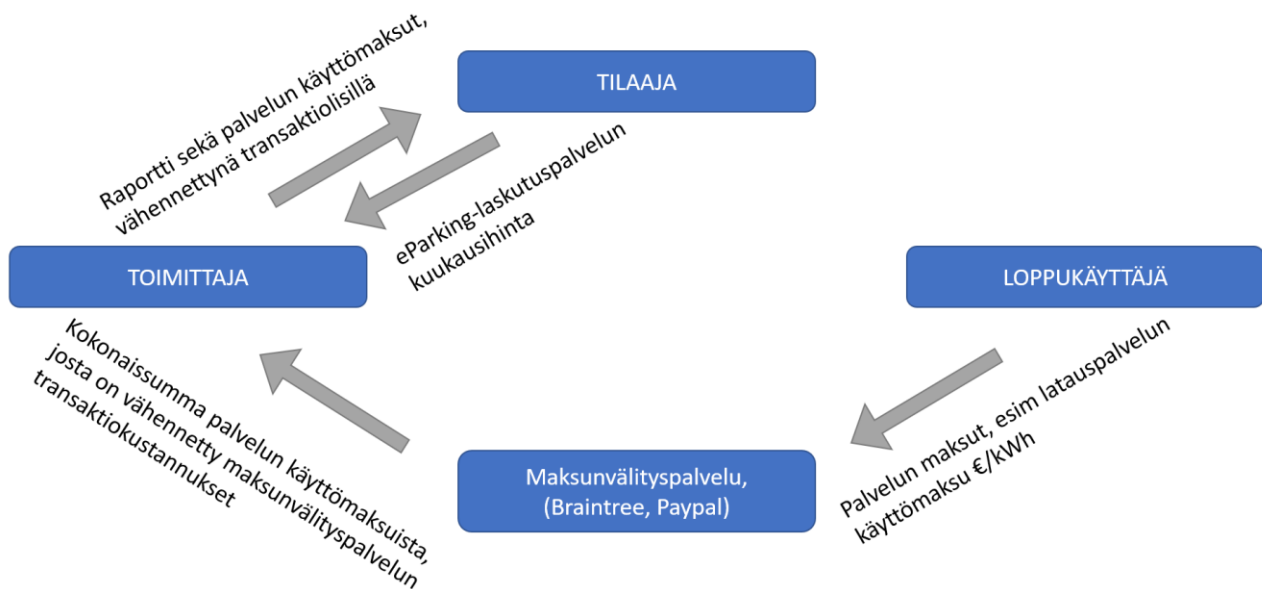 Raportti sekä palvelun käyttömaksut,
vähennettynä transaktiolisillä
TILAAJA
eParking-laskutuspalvelun
kuukausihinta
TOIMITTAJA
LOPPUKÄYTTÄJÄ
Kokonaissumma palvelun käyttömaksuista,
josta on vähennetty maksunvälityspalvelun
transaktiokustannukset
Maksunvälityspalvelu,
(Braintree, Paypal)
Palvelun maksut, esim latauspalvelun
käyttömaksu €/kWh